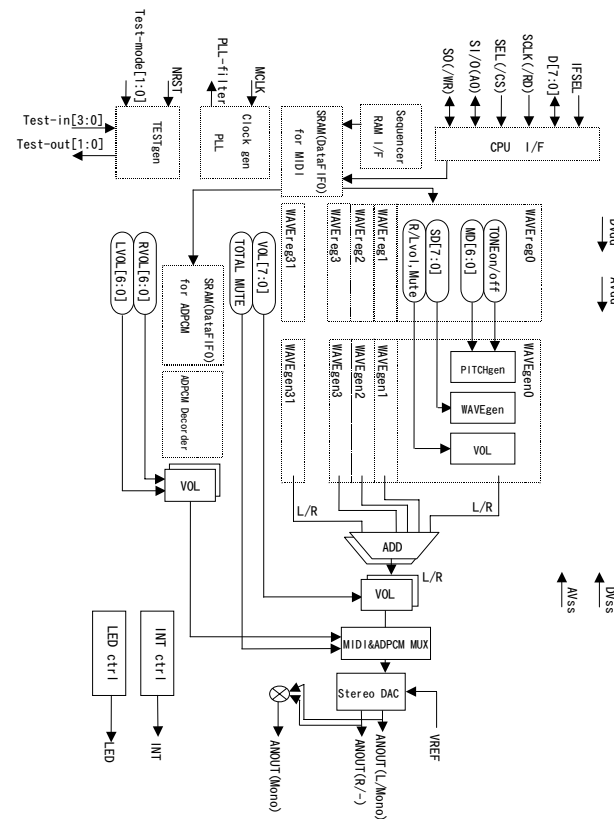 IFSEL
D[7:0]
SCLK(/RD)
SEL(/CS)
SI/O(A0)
SO(/WR)
MCLK
PLL-filter
NRST
Test-mode[1:0]
Test-in[3:0]
Test-out[1:0]
CPU I/F
Sequencer
RAM I/F
SRAM(DataFIFO)
for MIDI
Clock gen
PLL
TESTgen
DVdd
AVdd
WAVEreg0
TONEon/off
MD[6:0]
SD[7:0]
R/Lvol,Mute
WAVEreg1
WAVEreg2
WAVEreg3
WAVEreg31
VOL[7:0]
TOTAL MUTE
SRAM(DataFIFO)
for ADPCM
RVOL[6:0]
LVOL[6:0]
WAVEgen0
PITCHgen
WAVEgen
VOL
WAVEgen1
WAVEgen2
WAVEgen3
WAVEgen31
ADPCM Decorder
VOL
L/R
L/R
ADD
L/R
VOL
DVss
AVss
MIDI&ADPCM MUX
INT ctrl
LED ctrl
Stereo DAC
VREF
ANOUT(L/Mono)
ANOUT(R/-)
ANOUT(Mono)
INT
LED